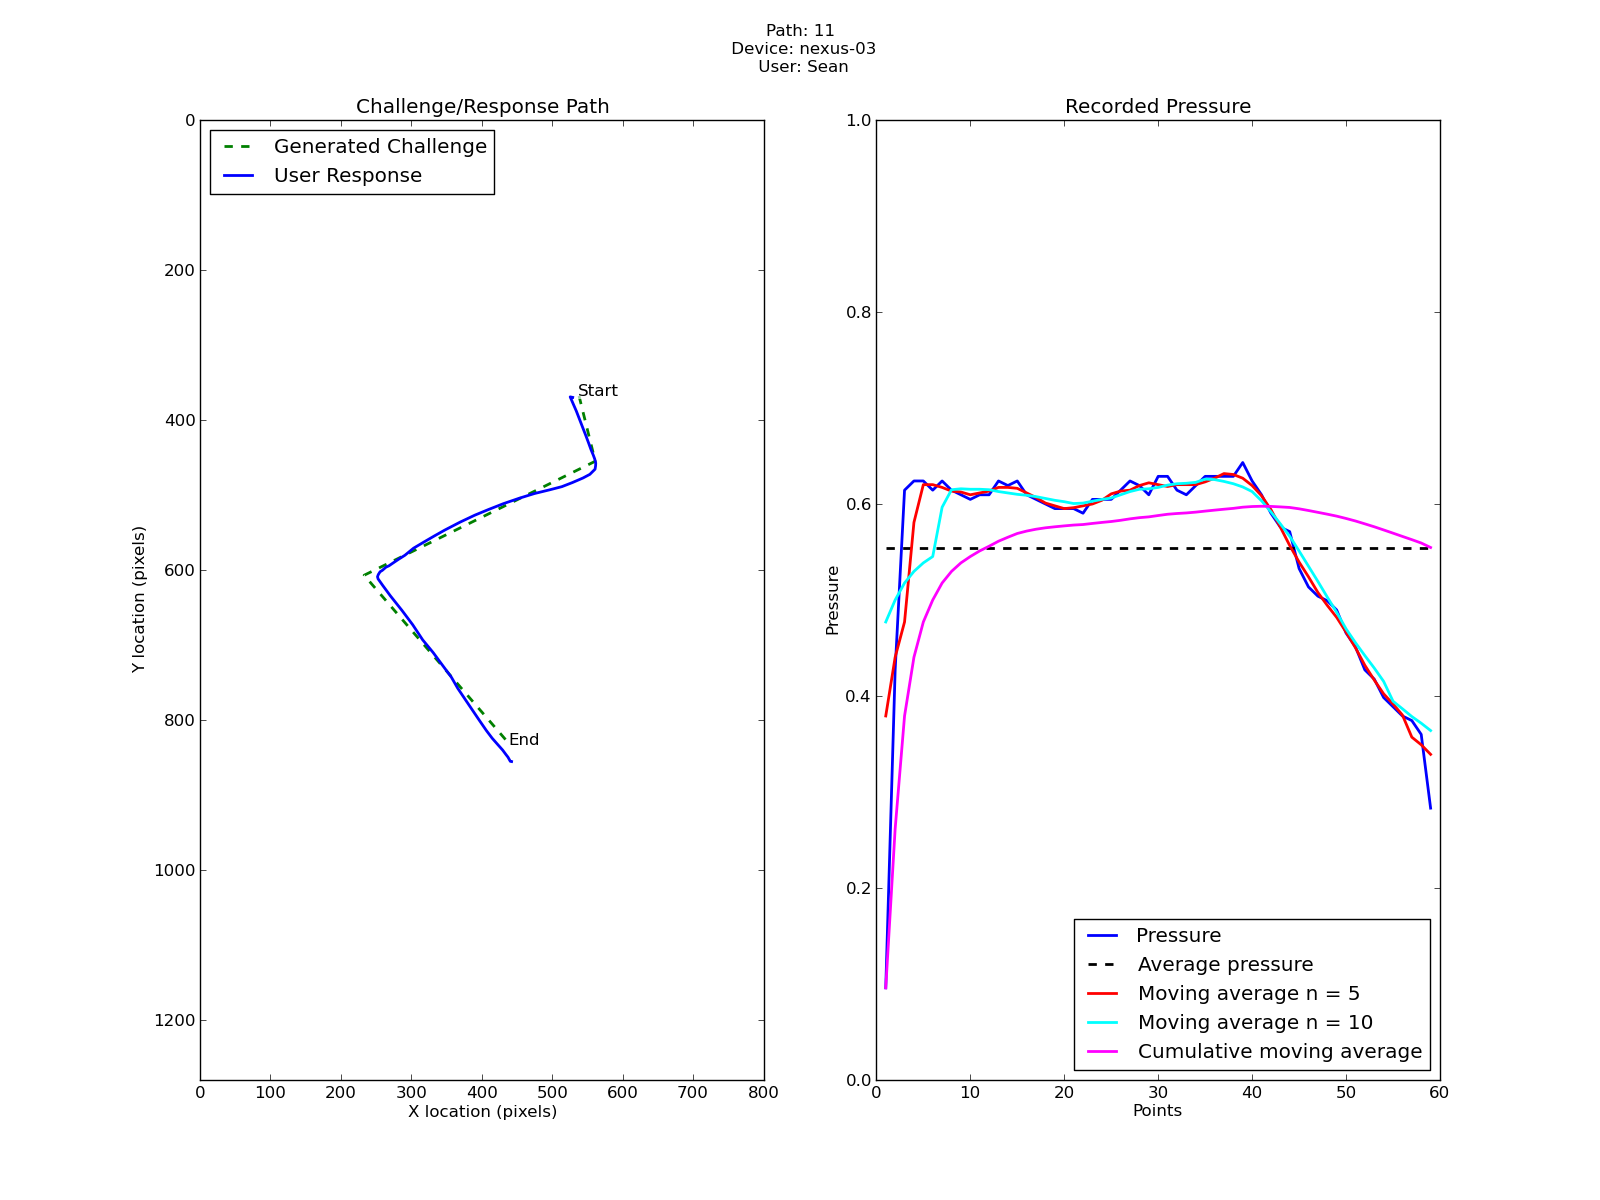 Path: 11
Device: nexus-03
User: Sean
Challenge/Response Path
Generated Challenge
User Response
Start
End
0
200
400
600
800
1000
1200
Y location (pixels)
0 100 200 300 400 500 600 700 800
X location (pixels)
Recorded Pressure
1.0
0.8
0.6
0.4
0.2
0.0
Pressure
Pressure
Average pressure
Moving average n = 5
Moving average n = 10
Cumulative moving average
0 10 20 30 40 50 60
Points